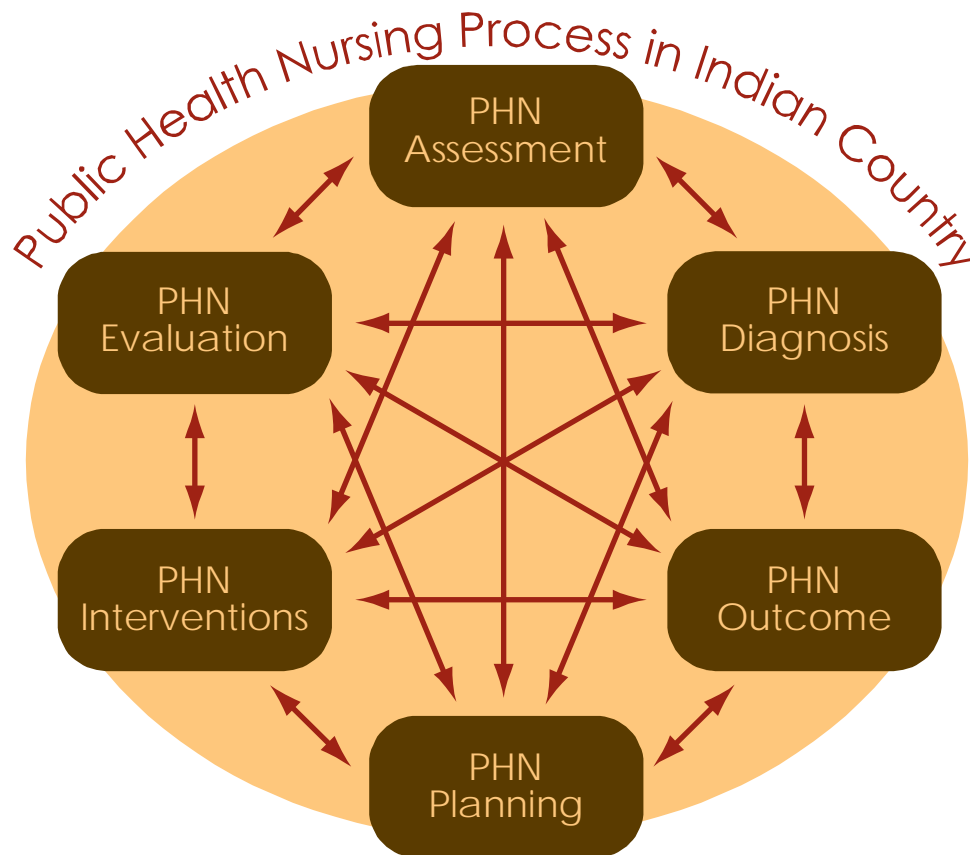 Public Health Nursing Process in Indian Country
PHN
Assessment
PHN
Evaluation
PHN
Diagnosis
PHN
Interventions
PHN
Outcome
PHN
Planning